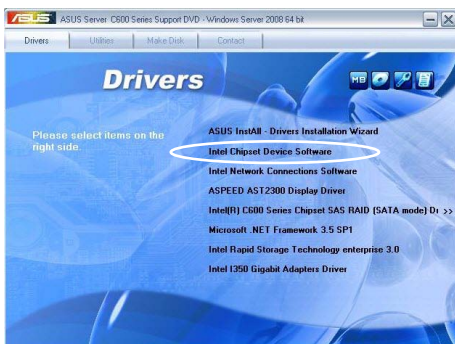 ASUS ASUS Server C600 Series Support DVD - Windows Server 2008 64 bit
Drivers Utilities Make Disk Contact
Drivers
MB
Please select items on the
right side.
ASUS InstAll - Drivers Installation Wizard
Intel Chipset Device Software
Intel Network Connections Software
ASPEED AST2300 Display Driver
Intel(R) C600 Series Chipset SAS RAID (SATA mode) Dr >>
Microsoft .NET Framework 3.5 SP1
Intel Rapid Storage Technology enterprise 3.0
Intel I350 Gigabit Adapters Driver